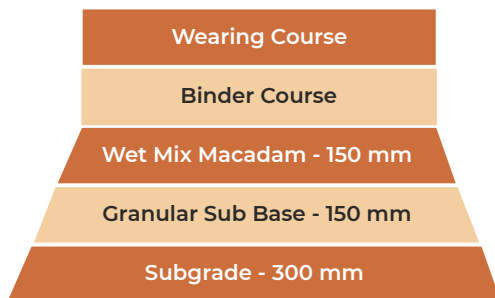 Wearing Course
Binder Course
Wet Mix Macadam - 150 mm
Granular Sub Base - 150 mm
Subgrade - 300 mm